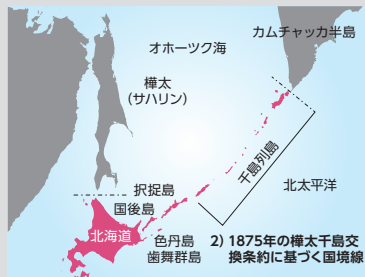 カムチャッカ半島
オホーツク海
樺太
(サハリン)
千島列島
北太平洋
択捉島
国後島
北海道
色丹島
歯舞群島
2) 1875年の樺太千島交
換条約に基づく国境線